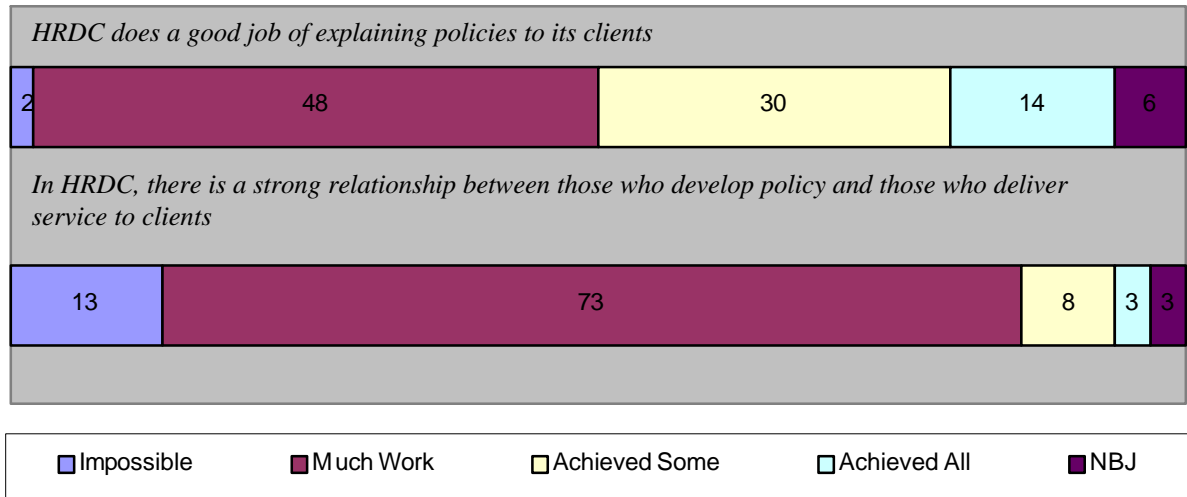 HRDC does a good job of explaining policies to its clients
2 48 30 14 6
In HRDC, there is a strong relationship between those who develop policy and those who deliver
service to clients
13 73 8 3 3
Impossible Much Work Achieved Some Achieved All NBJ